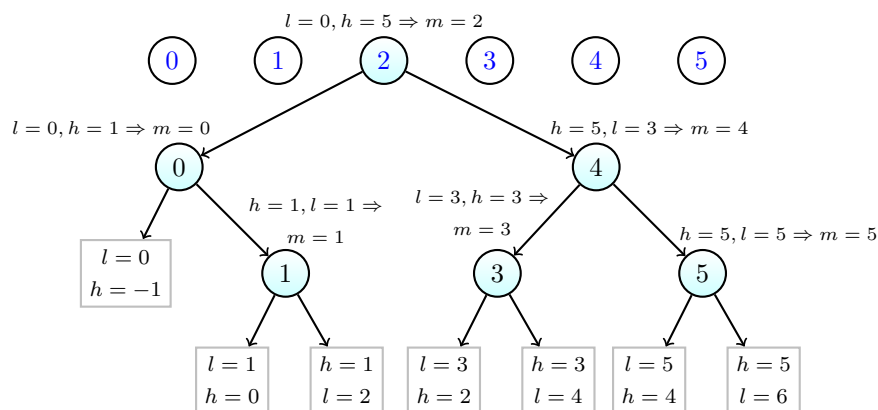 l = 0, h = 5 ⇒ m = 2
0 1 2 3 4 5
l = 0, h = 1 ⇒ m = 0
h = 5, l = 3 ⇒ m = 4
0
4
h = 1, l = 1 ⇒
m = 1
l = 3, h = 3 ⇒
m = 3
h = 5, l = 5 ⇒ m = 5
l = 0
h = −1
1
3
5
l = 1
h = 0
h = 1
l = 2
l = 3
h = 2
h = 3
l = 4
l = 5
h = 4
h = 5
l = 6